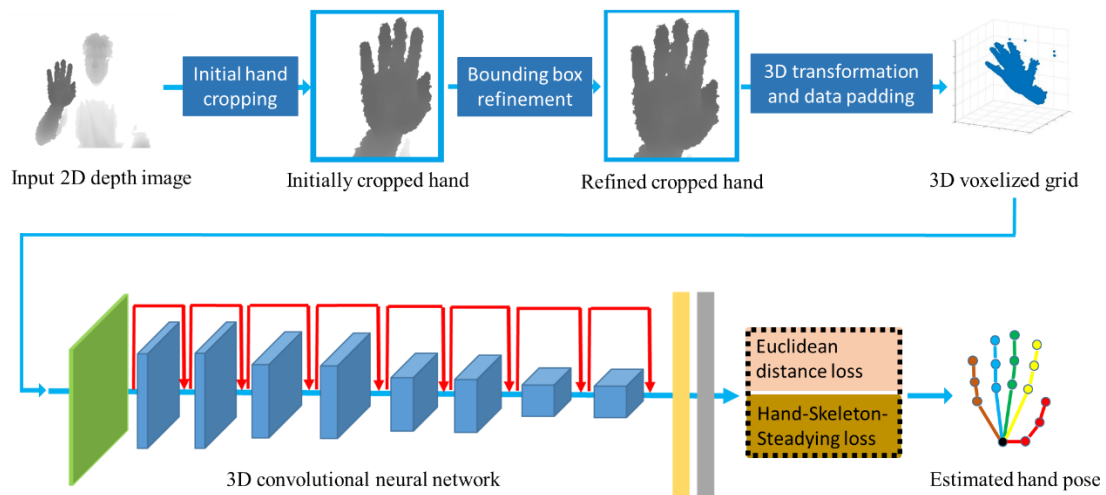 Initial hand
cropping
Bounding box
refinement
3D transformation
and data padding
Input 2D depth image
Initially cropped hand
Refined cropped hand
3D voxelized grid
Euclidean
distance loss
Hand-Skeleton-
Steadying loss
3D convolutional neural network
Estimated hand pose